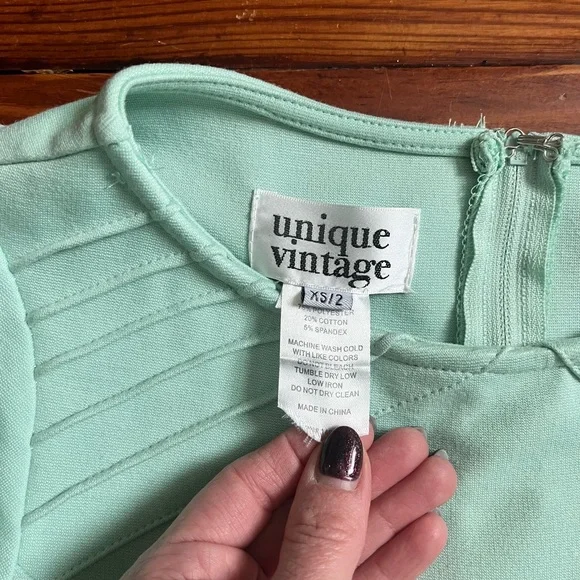 unique
vintage
XS/2
POLYESTER
20% COTTON
5% SPANDEX
MACHINE WASH COLD
WITH LIKE COLORS
DO NOT BLEACH
TUMBLE DRY LOW
LOW IRON
DO NOT DRY CLEAN
MADE IN CHINA